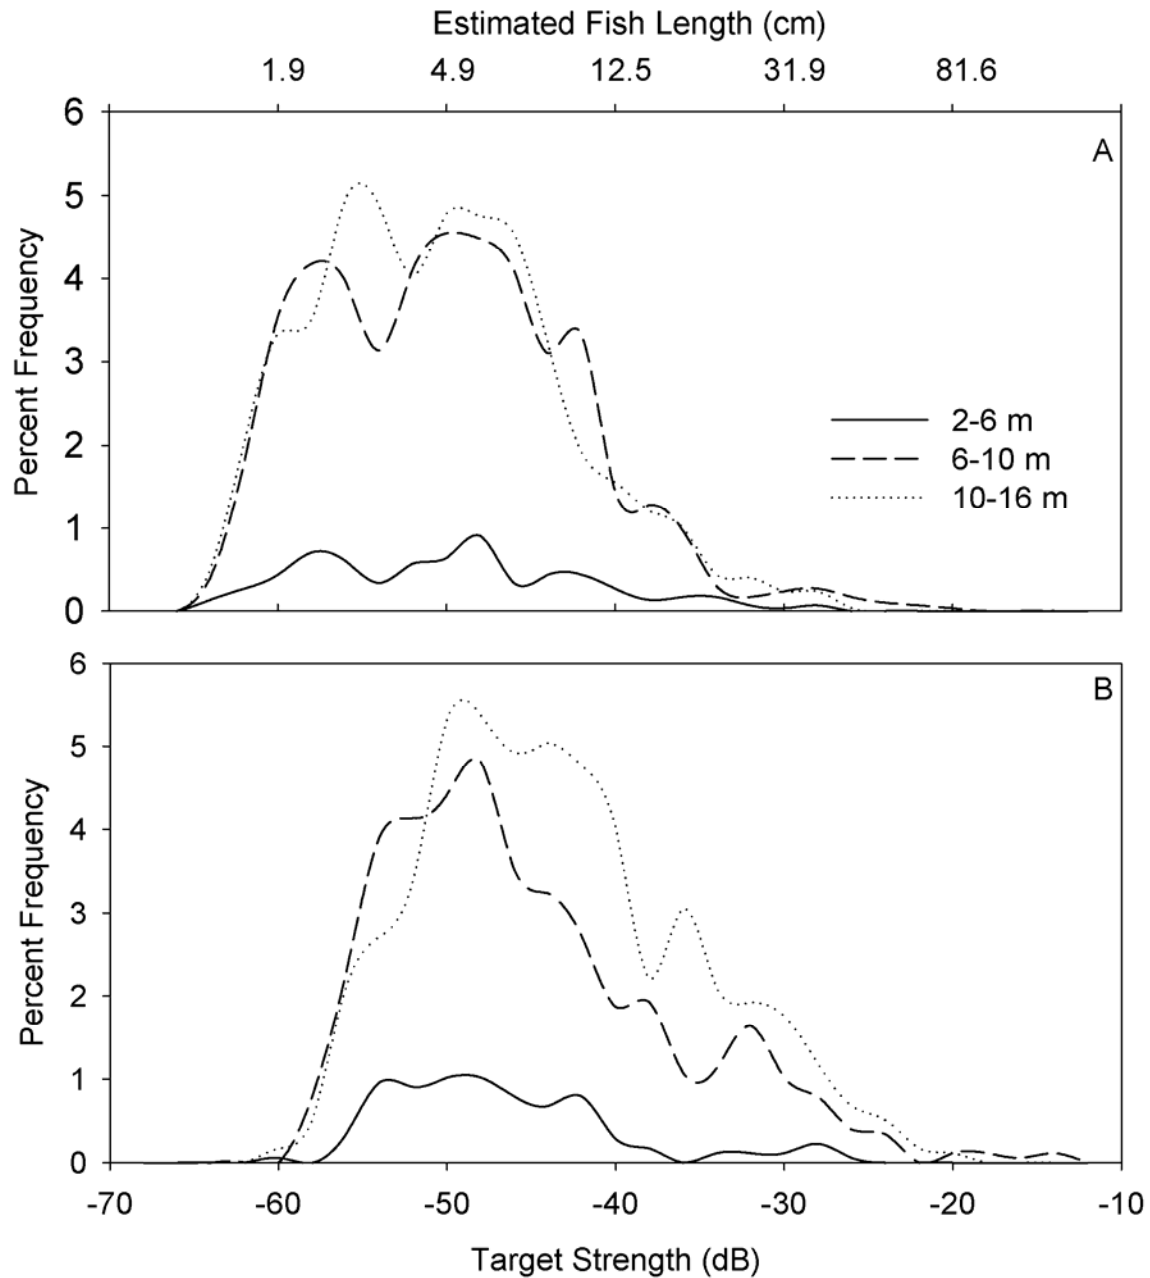 Estimated Fish Length (cm)
1.9 4.9 12.5 31.9 81.6
6
A
5
4
3
2
1
0
Percent Frequency
2-6 m
6-10 m
10-16 m
6
B
5
4
3
2
1
0
Percent Frequency
-70 -60 -50 -40 -30 -20 -10
Target Strength (dB)